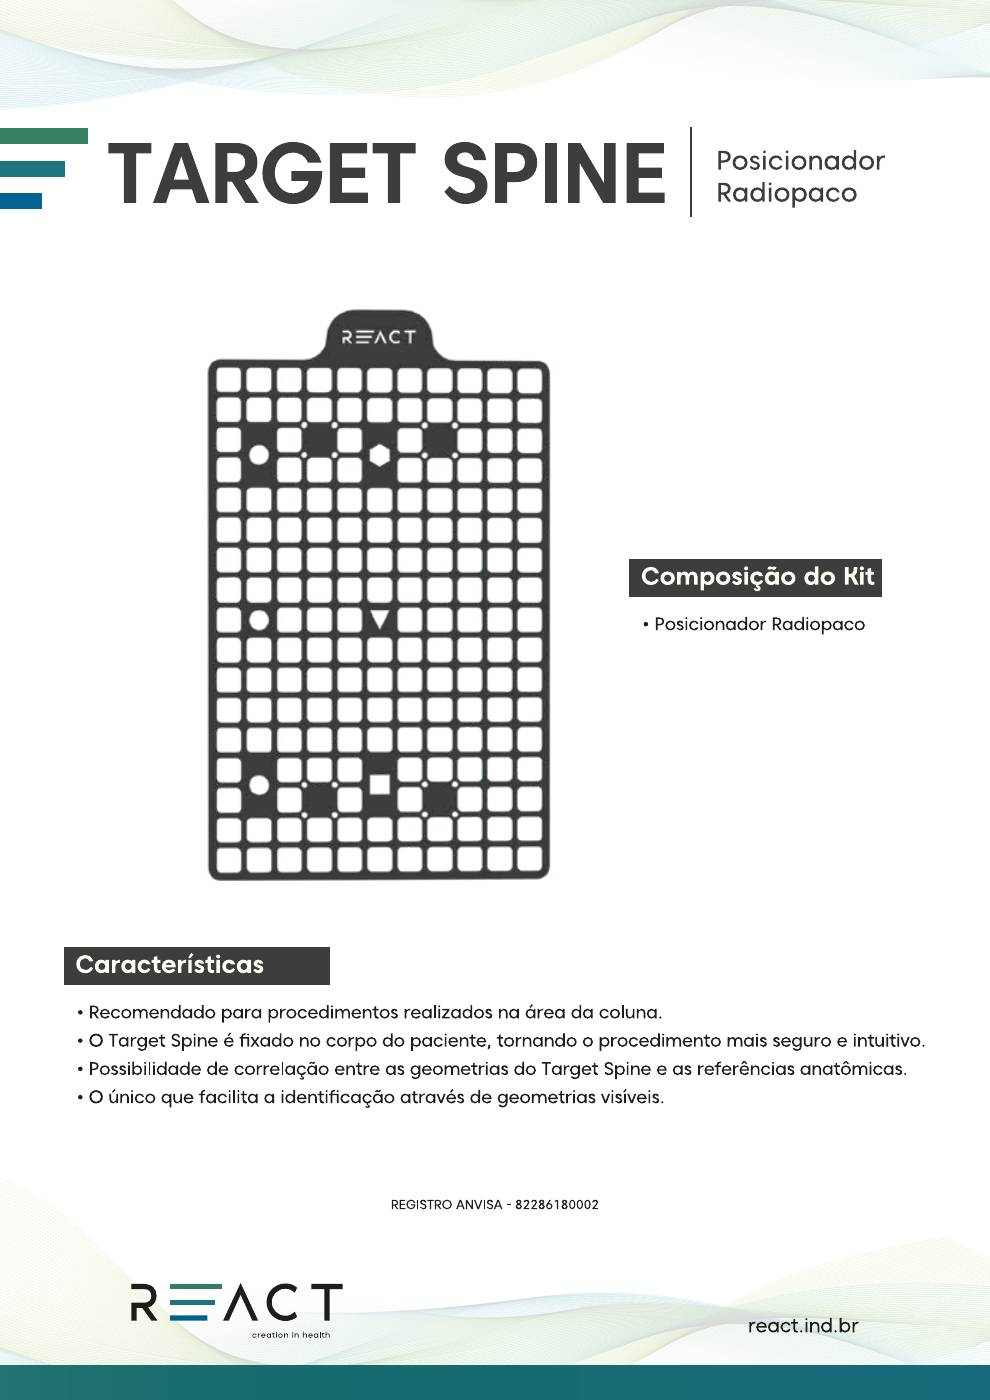 TARGET SPINE
Posicionador
Radiopaco
REACT
Composição do Kit
• Posicionador Radiopaco
Características
• Recomendado para procedimentos realizados na área da coluna.
• O Target Spine é fixado no corpo do paciente, tornando o procedimento mais seguro e intuitivo.
• Possibilidade de correlação entre as geometrias do Target Spine e as referências anatômicas.
• O único que facilita a identificação através de geometrias visíveis.
REGISTRO ANVISA - 82286180002
REACT
creation in health
react.ind.br